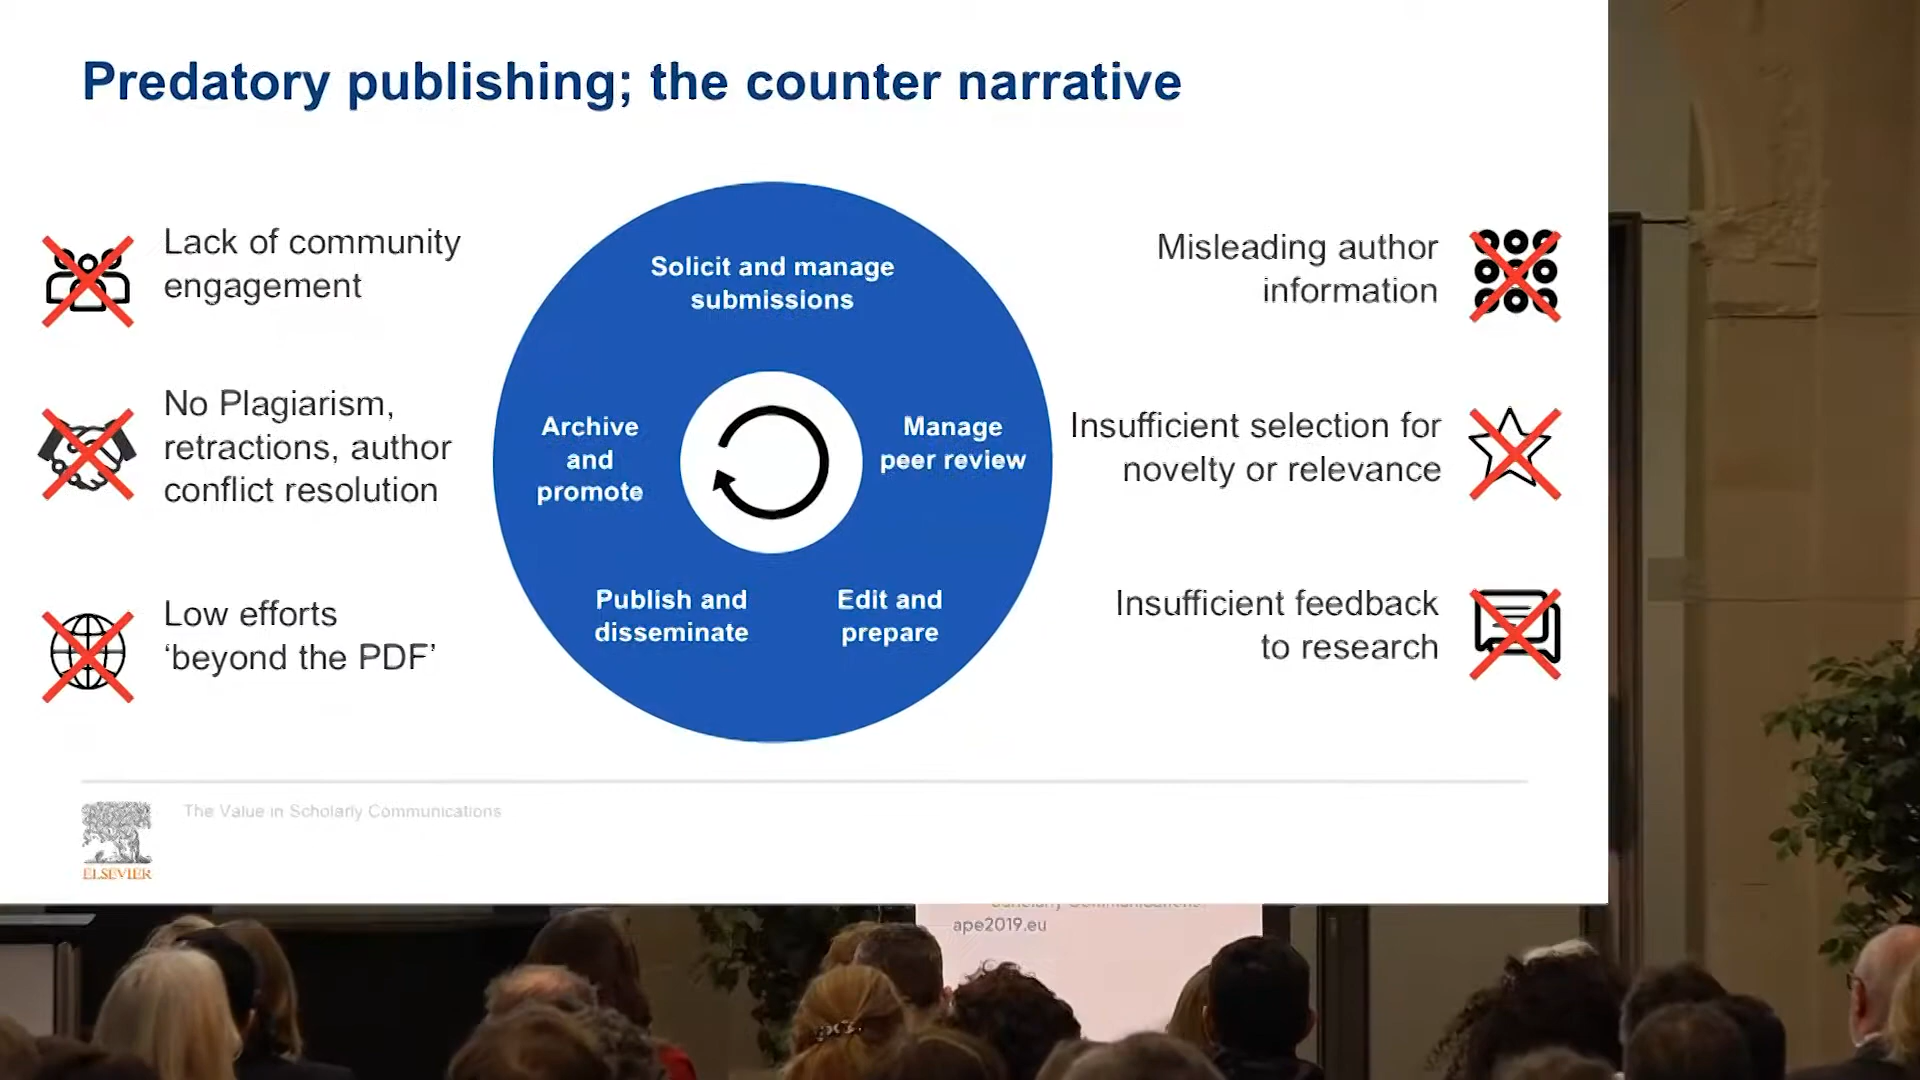 Predatory publishing; the counter narrative
Lack of community
engagement
No Plagiarism,
retractions, author
conflict resolution
Low efforts
‘beyond the PDF’
Solicit and manage
submissions
Archive
and
promote
Manage
peer review
Publish and
disseminate
Edit and
prepare
Misleading author
information
Insufficient selection for
novelty or relevance
Insufficient feedback
to research
The Value in Scholarly Communications
ELSEVIER
Scholarly Communications
ape2019.eu